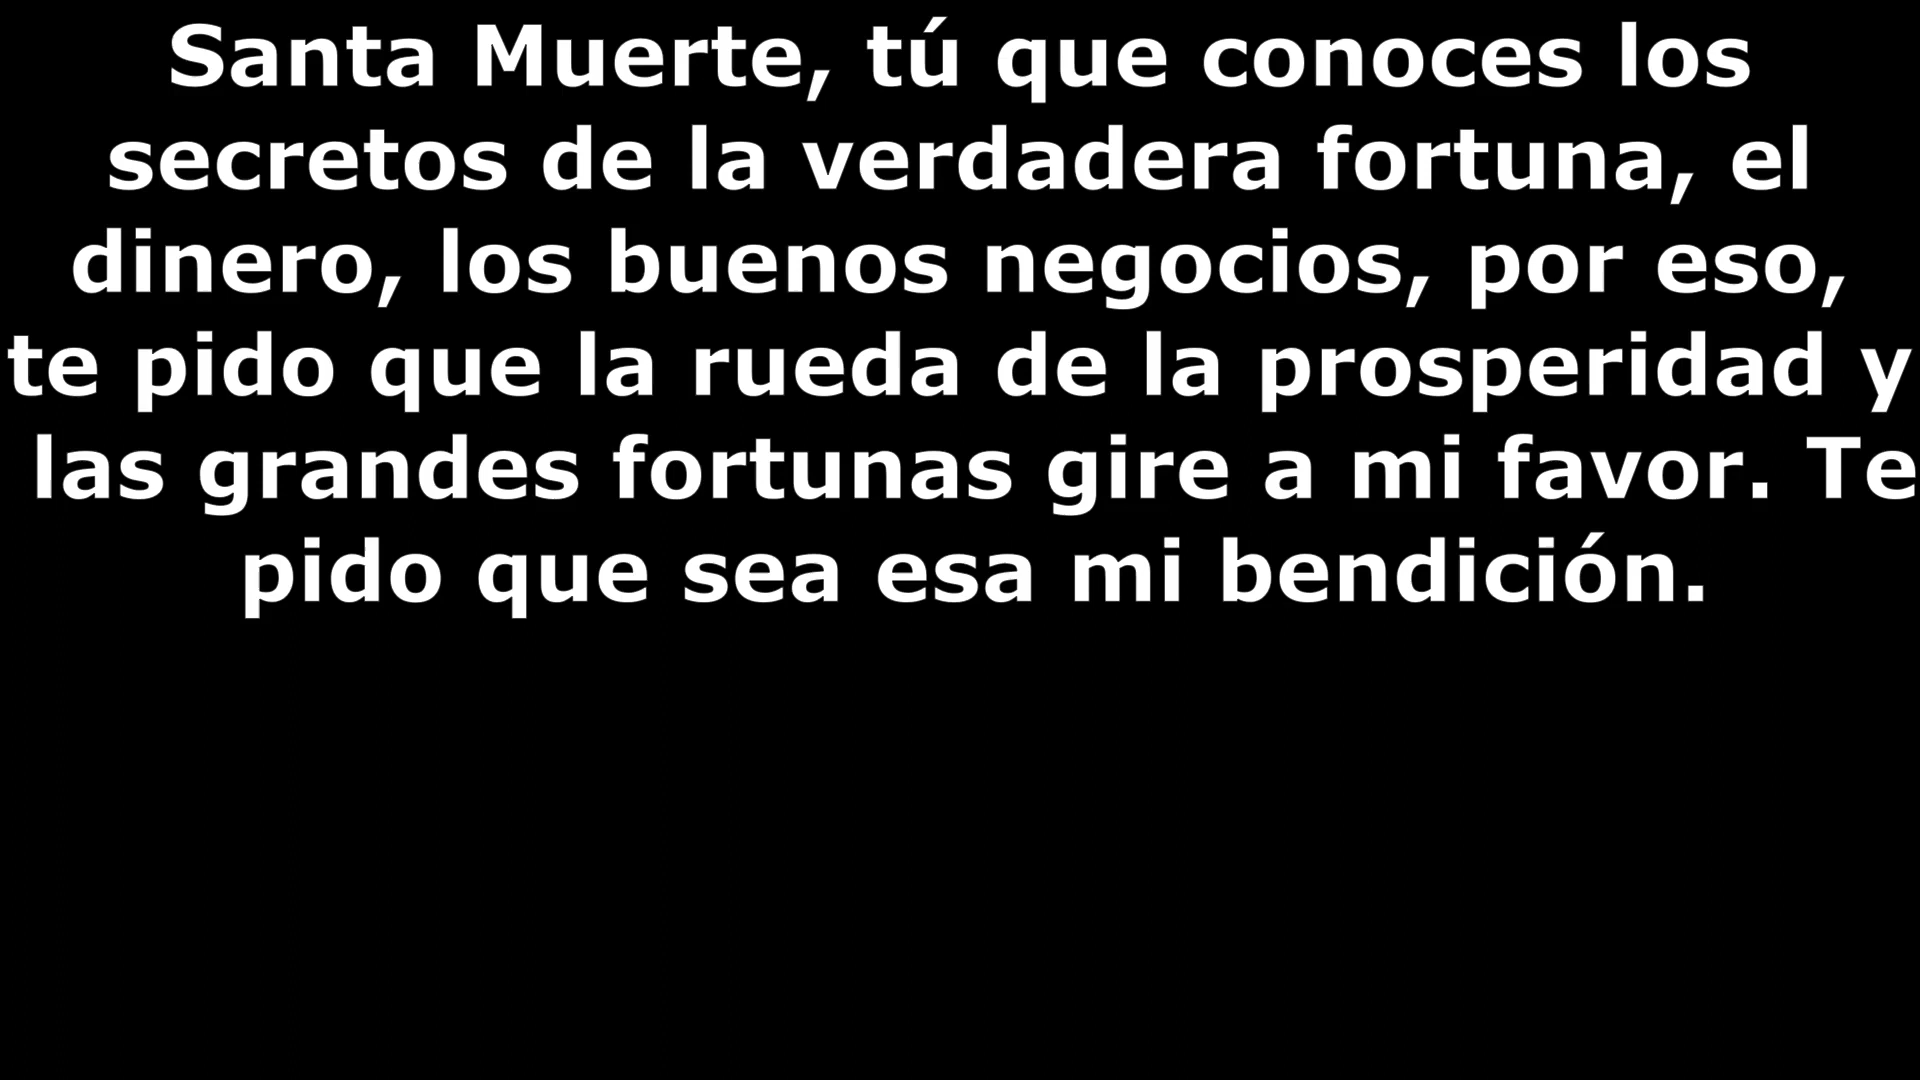 Santa Muerte, tú que conoces los
secretos de la verdadera fortuna, el
dinero, los buenos negocios, por eso,
te pido que la rueda de la prosperidad y
las grandes fortunas gire a mi favor. Te
pido que sea esa mi bendición.